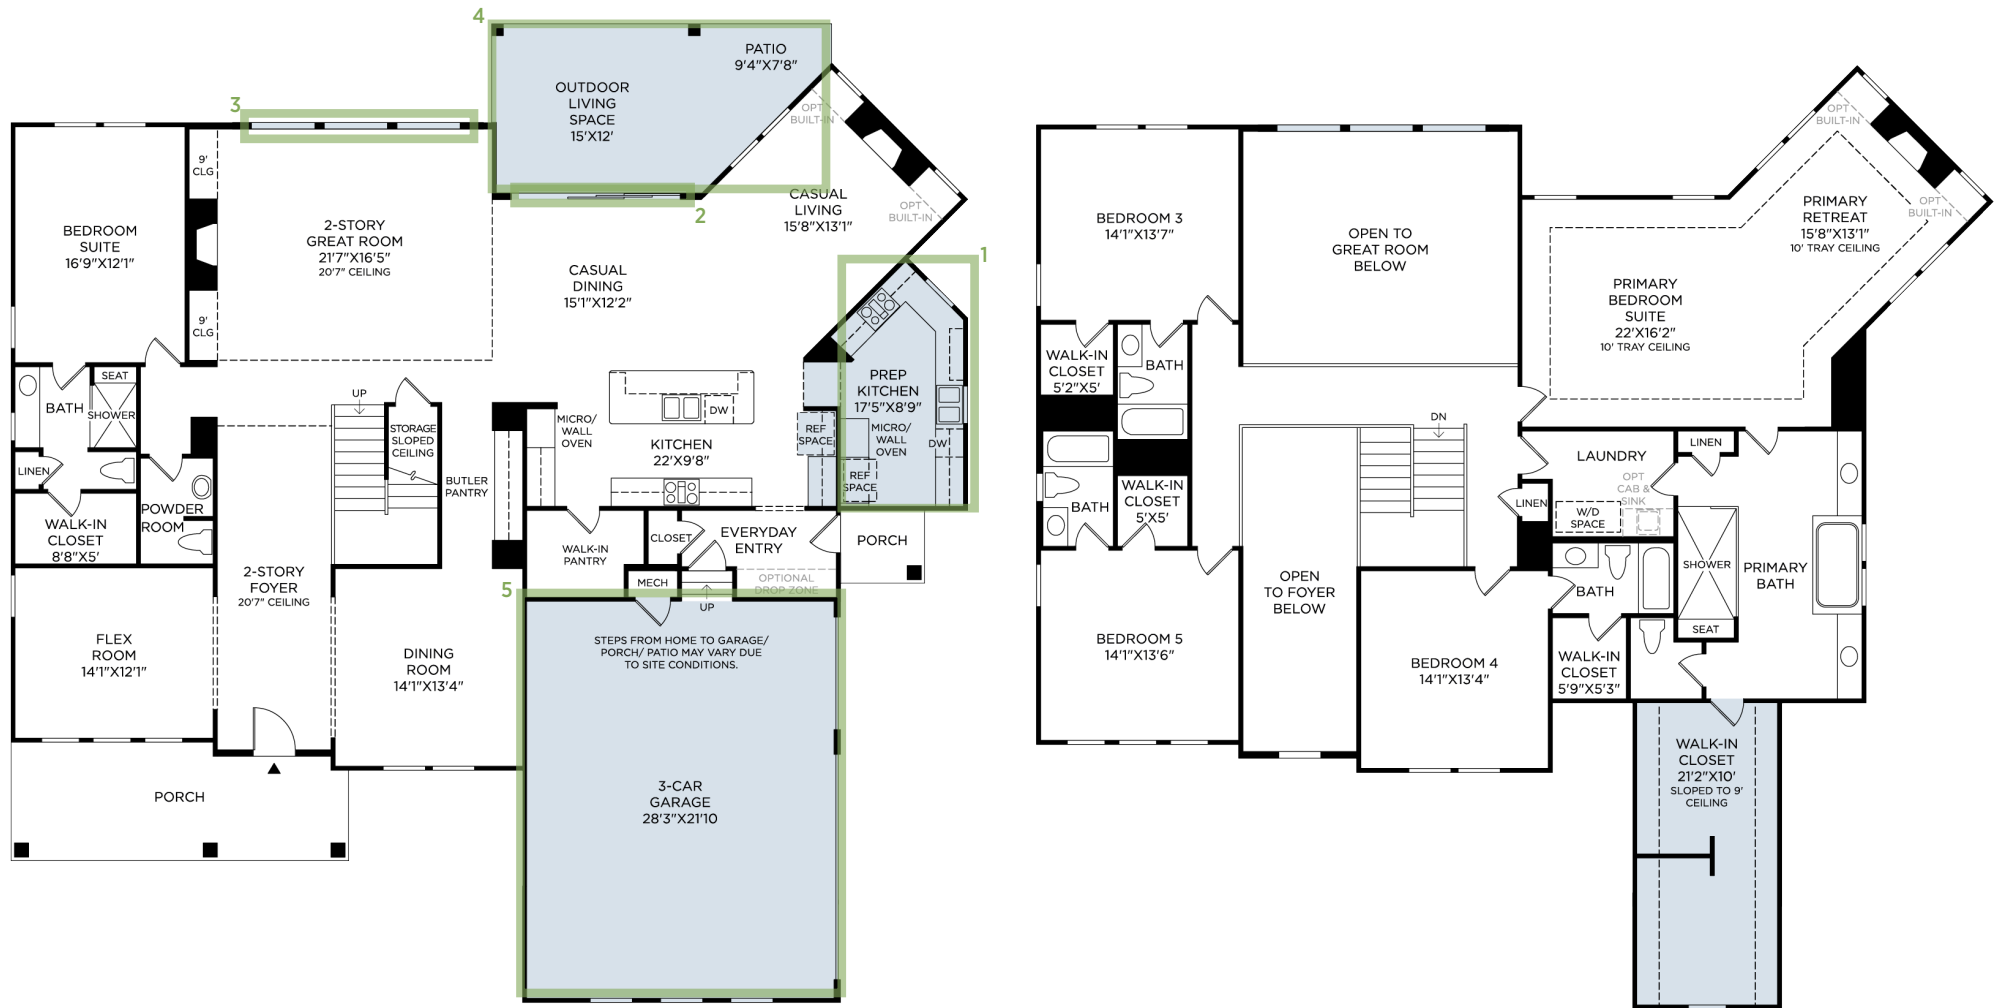 4
PATIO
9'4"X7'8"
OUTDOOR
LIVING
SPACE
15'X12'
3
OPT
BUILT-IN
9'
CLG
BEDROOM
SUITE
16'9"X12'1"
2-STORY
GREAT ROOM
21'7"X16'5"
20'7" CEILING
2
CASUAL
LIVING
15'8"X13'1"
OPT
BUILT-IN
1
CASUAL
DINING
15'1"X12'2"
9'
CLG
SEAT
BATH
SHOWER
LINEN
UP
STORAGE
SLOPED
CEILING
BUTLER
PANTRY
MICRO/
WALL
OVEN
DW
KITCHEN
22'X9'8"
PREP
KITCHEN
17'5"X8'9"
REF
SPACE
MICRO/
WALL
OVEN
DW
REF
SPACE
POWDER
ROOM
WALK-IN
CLOSET
8'8"X5'
WALK-IN
PANTRY
CLOSET
EVERYDAY
ENTRY
PORCH
MECH
OPTIONAL
DROP ZONE
UP
2-STORY
FOYER
20'7" CEILING
5
FLEX
ROOM
14'1"X12'1"
DINING
ROOM
14'1"X13'4"
STEPS FROM HOME TO GARAGE/
PORCH/ PATIO MAY VARY DUE
TO SITE CONDITIONS.
3-CAR
GARAGE
28'3"X21'10
PORCH
OPT
BUILT-IN
BEDROOM 3
14'1"X13'7"
OPEN TO
GREAT ROOM
BELOW
PRIMARY
RETREAT
15'8"X13'1"
10' TRAY CEILING
OPT
BUILT-IN
PRIMARY
BEDROOM
SUITE
22'X16'2"
10' TRAY CEILING
WALK-IN
CLOSET
5'2"X5'
BATH
DN
LAUNDRY
LINEN
OPT
CAB &
SINK
W/D
SPACE
LINEN
BATH
WALK-IN
CLOSET
5'X5'
SHOWER
PRIMARY
BATH
SEAT
OPEN
TO FOYER
BELOW
BATH
BEDROOM 5
14'1"X13'6"
BEDROOM 4
14'1"X13'4"
WALK-IN
CLOSET
5'9"X5'3"
WALK-IN
CLOSET
21'2"X10'
SLOPED TO 9'
CEILING